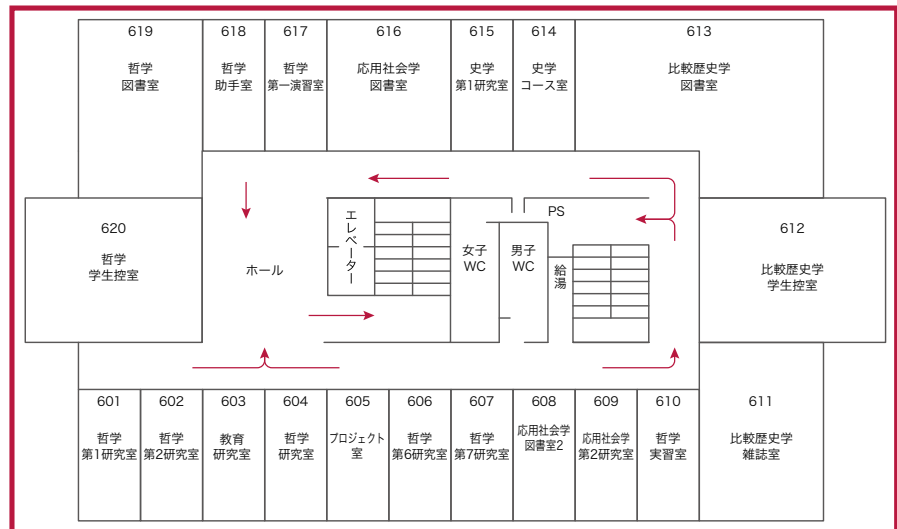 619
哲学
図書室
618
哲学
助手室
617
哲学
第一演習室
616
応用社会学
図書室
615
史学
第1研究室
614
史学
コース室
613
比較歴史学
図書室
620
哲学
学生控室
ホール
エレベーター
女子
WC
男子
WC
PS
給湯
612
比較歴史学
学生控室
601
哲学
第1研究室
602
哲学
第2研究室
603
教育
研究室
604
哲学
研究室
605
プロジェクト
室
606
哲学
第6研究室
607
哲学
第7研究室
608
応用社会学
図書室2
609
応用社会学
第2研究室
610
哲学
実習室
611
比較歴史学
雑誌室